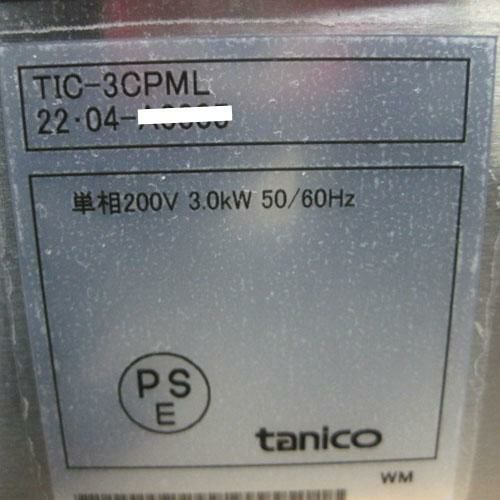 TIC-3CPML
22·04-
単相200V 3.0kW 50/60Hz
PS
E
tanico
WM